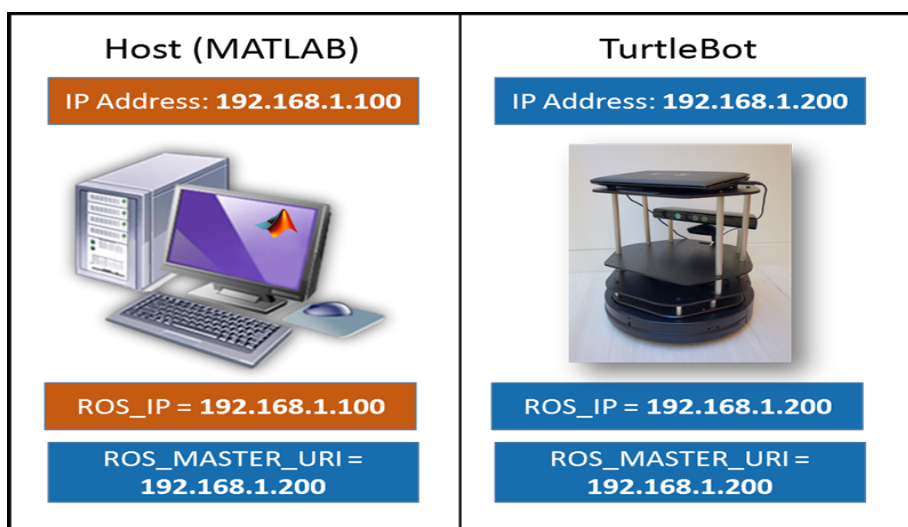 Host (MATLAB)
IP Address: 192.168.1.100
ROS_IP = 192.168.1.100
ROS_MASTER_URI =
192.168.1.200
TurtleBot
IP Address: 192.168.1.200
ROS_IP = 192.168.1.200
ROS_MASTER_URI =
192.168.1.200